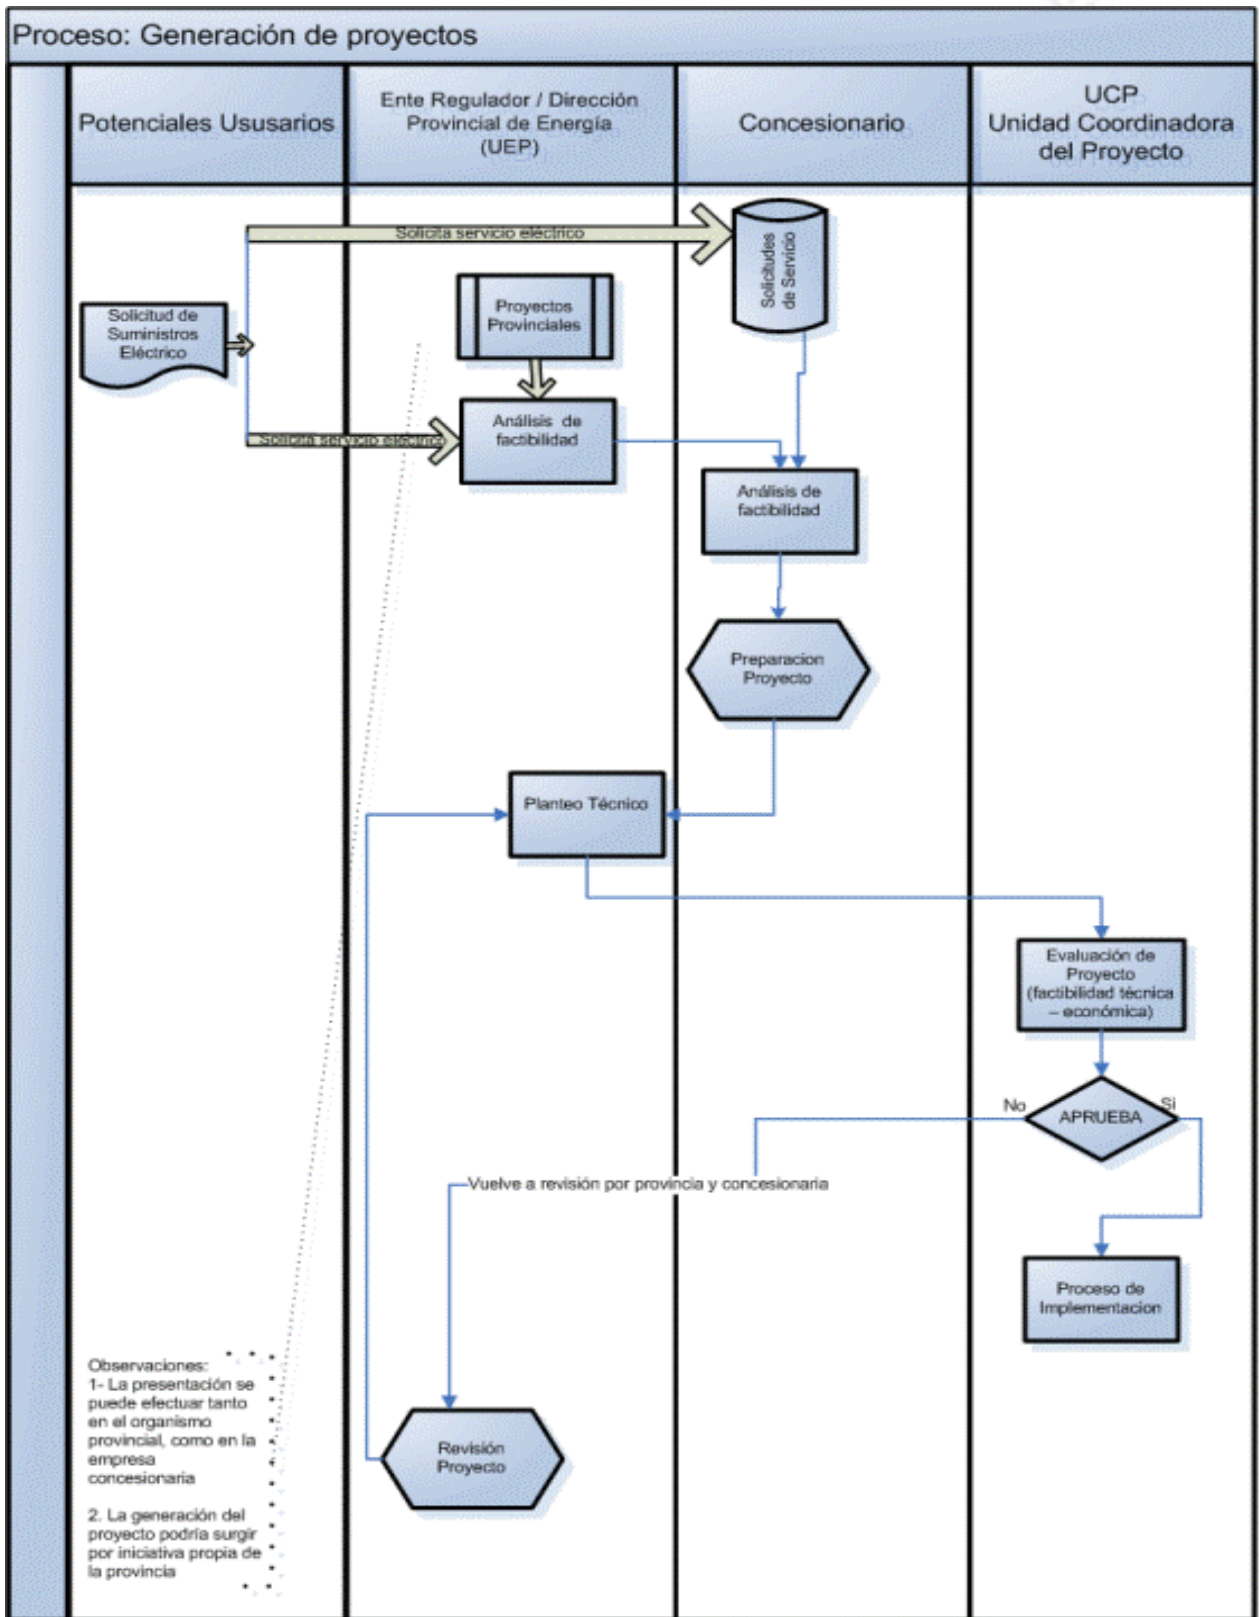 Proceso: Generación de proyectos
Potenciales Ususarios
Ente Regulador / Dirección
Provincial de Energía
(UEP)
Concesionario
UCP
Unidad Coordinadora
del Proyecto
Solicita servicio eléctrico
Solicitudes
de Servicio
Proyectos
Provinciales
Solicitud de
Suministros
Eléctrico
Solicita servicio eléctrico
Análisis de
factibilidad
Análisis de
factibilidad
Preparacion
Proyecto
Planteo Técnico
Evaluación de
Proyecto
(factibilidad técnica
– económica)
No
APRUEBA
Si
Vuelve a revisión por provincia y concesionaria
Proceso de
Implementacion
Revisión
Proyecto
Observaciones:
1- La presentación se
puede efectuar tanto
en el organismo
provincial, como en la
empresa
concesionaria
2. La generación del
proyecto podría surgir
por iniciativa propia de
la provincia